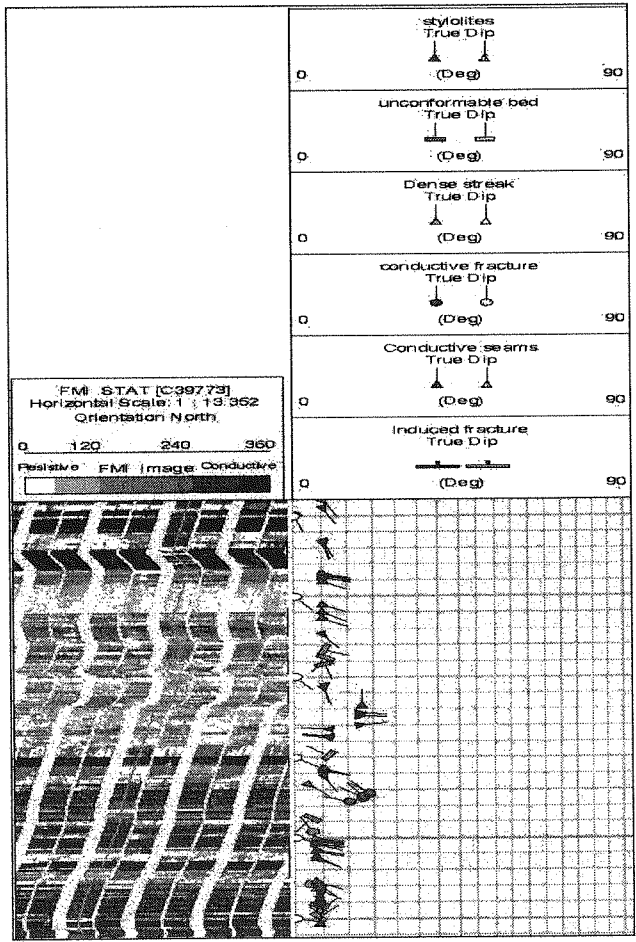 stylolites
True Dip
0 (Deg) 90
unconformable bed
True Dip
0 (Deg) 90
Dense streak
True Dip
0 (Deg) 90
conductive fracture
True Dip
0 (Deg) 90
Conductive seams
True Dip
0 (Deg) 90
Induced fracture
True Dip
0 (Deg) 90
FMI STAT [C39773]
Horizontal Scale: 1 : 13.352
Orientation North
0 120 240 360
Resistive FMI Image Conductive